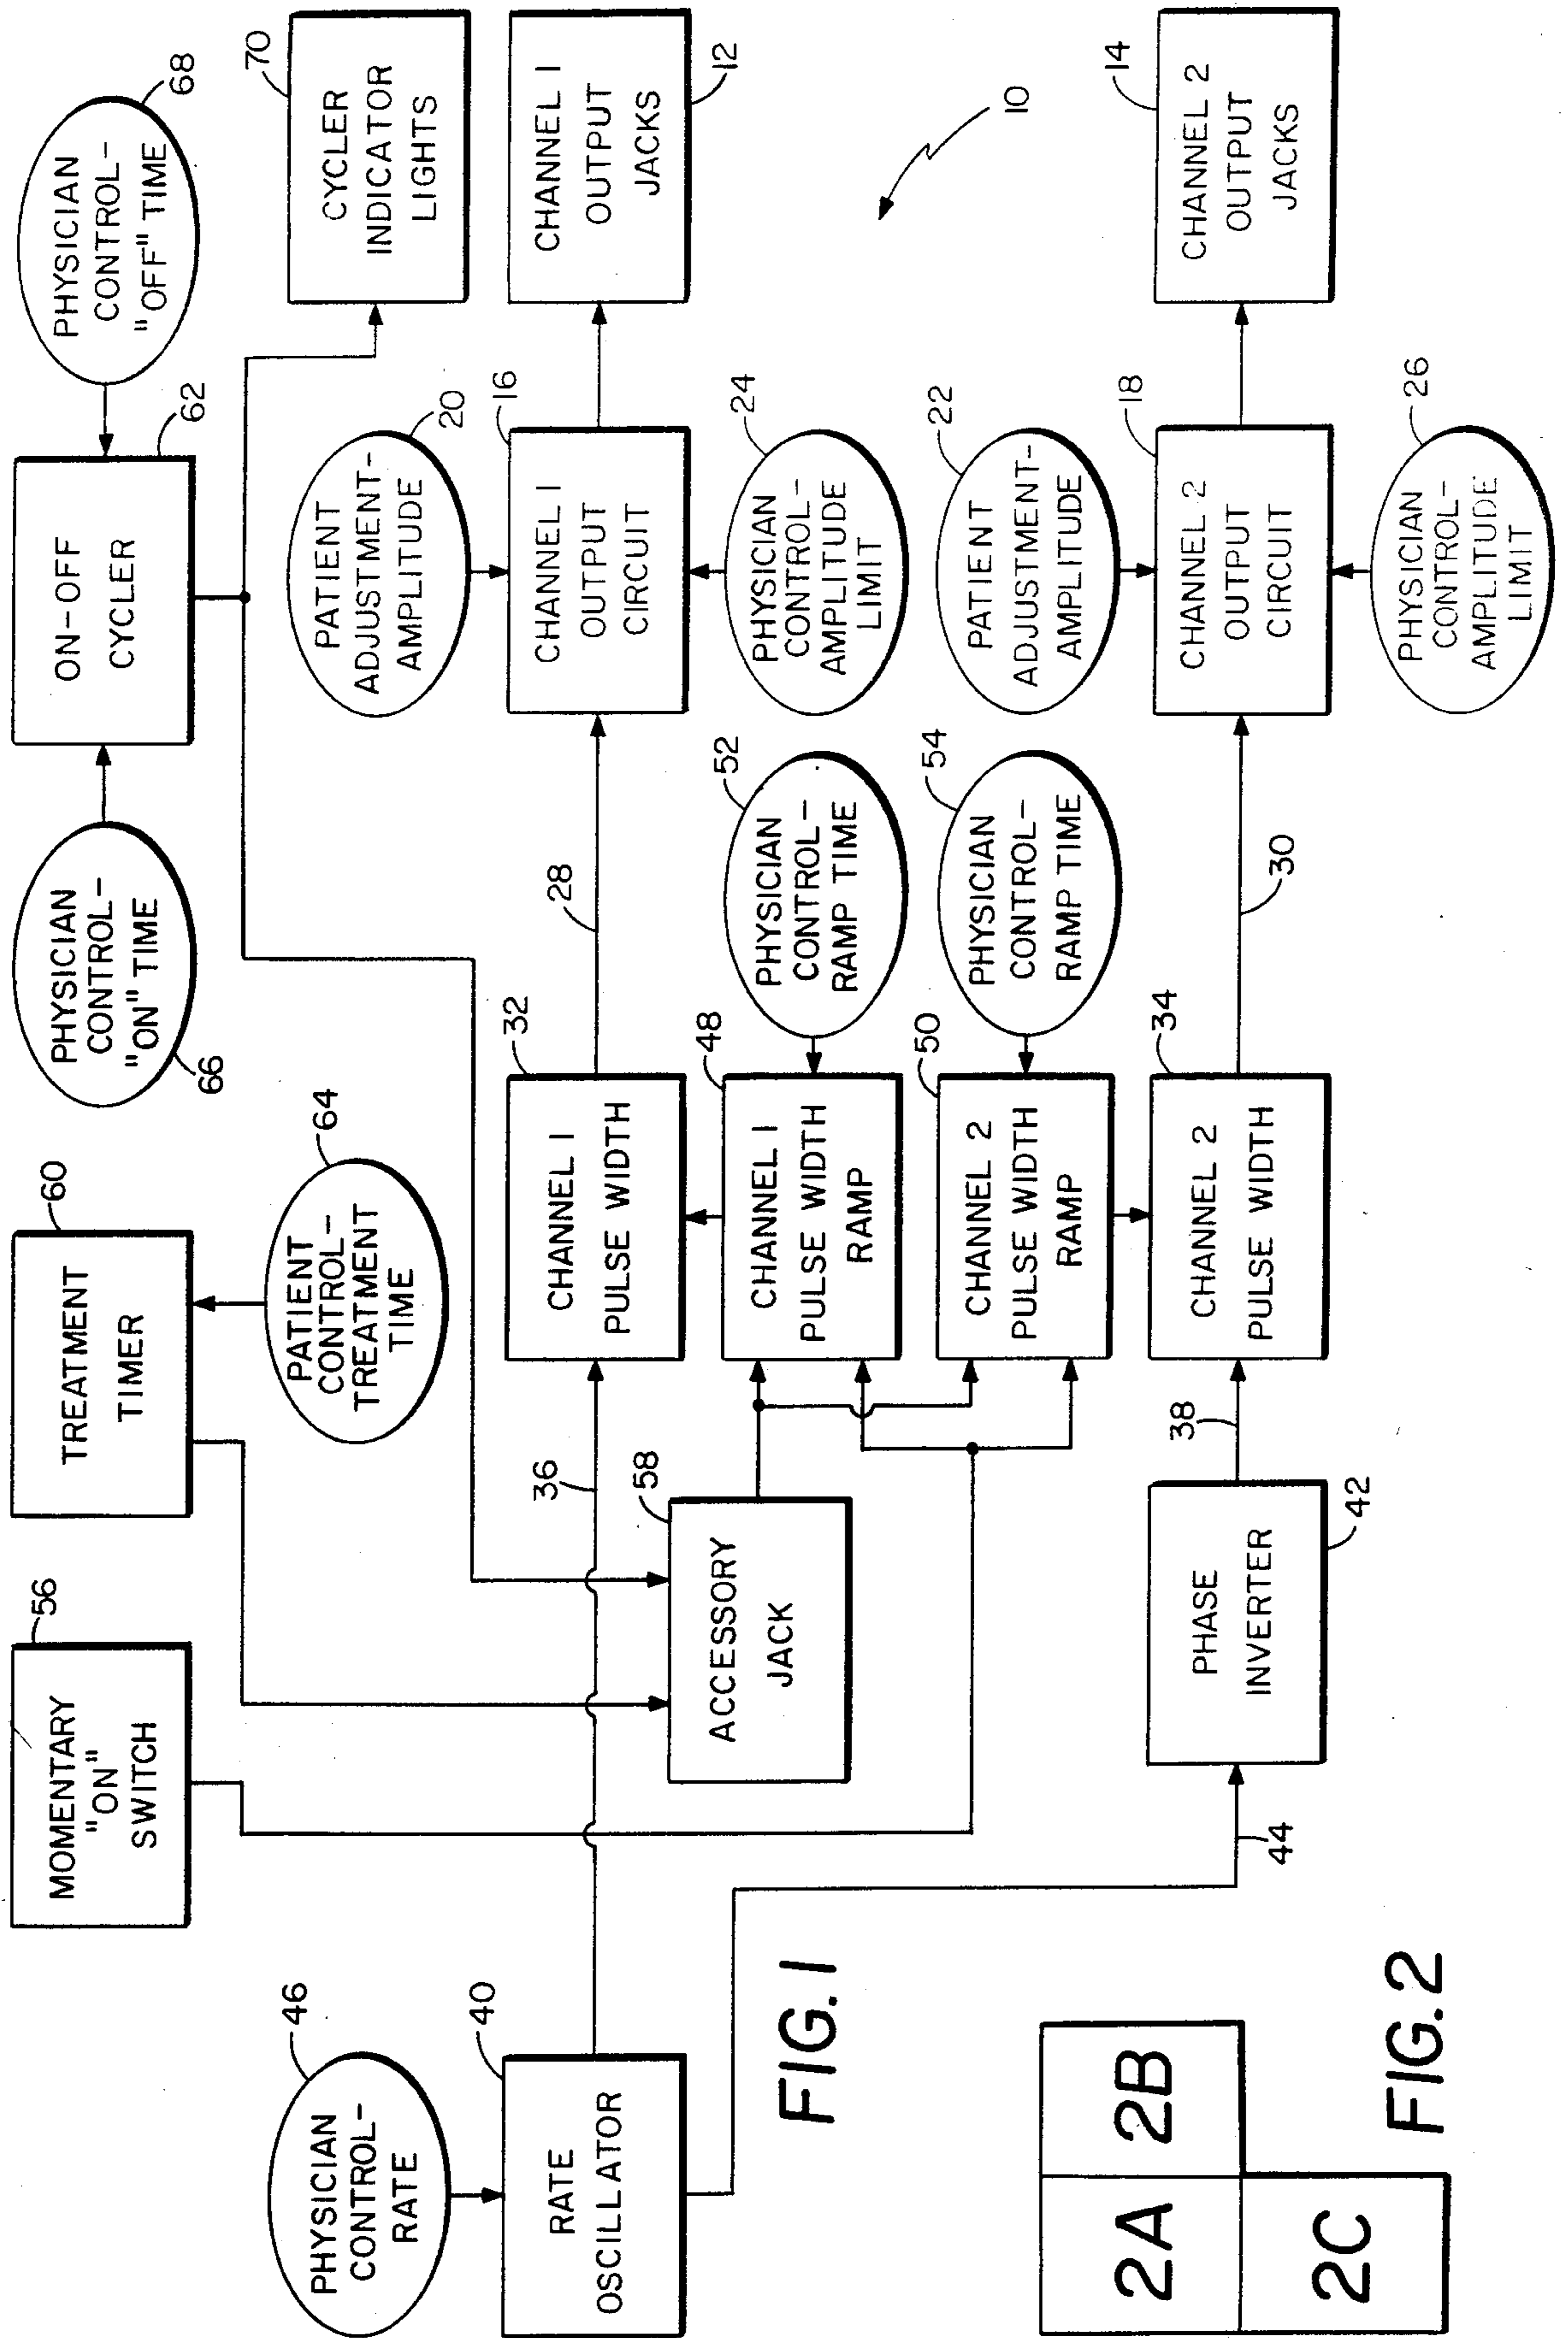 MOMENTARY
"ON"
SWITCH
56
TREATMENT
TIMER
60
PATIENT
CONTROL-
TREATMENT
TIME
64
PHYSICIAN
CONTROL-
"ON" TIME
66
ON-OFF
CYCLER
62
PHYSICIAN
CONTROL-
"OFF" TIME
68
CYCLER
INDICATOR
LIGHTS
70
PHYSICIAN
CONTROL-
RATE
46
RATE
OSCILLATOR
40
36
CHANNEL 1
PULSE WIDTH
32
28
PATIENT
ADJUSTMENT-
AMPLITUDE
20
CHANNEL 1
OUTPUT
CIRCUIT
16
CHANNEL 1
OUTPUT
JACKS
12
ACCESSORY
JACK
58
CHANNEL 1
PULSE WIDTH
RAMP
48
PHYSICIAN
CONTROL-
RAMP TIME
52
PHYSICIAN
CONTROL-
AMPLITUDE
LIMIT
24
10
CHANNEL 2
PULSE WIDTH
RAMP
50
PHYSICIAN
CONTROL-
RAMP TIME
54
PATIENT
ADJUSTMENT-
AMPLITUDE
22
44
PHASE
INVERTER
42
38
CHANNEL 2
PULSE WIDTH
34
30
CHANNEL 2
OUTPUT
CIRCUIT
18
CHANNEL 2
OUTPUT
JACKS
14
PHYSICIAN
CONTROL-
AMPLITUDE
LIMIT
26
FIG. 1
2A
2B
2C
FIG. 2